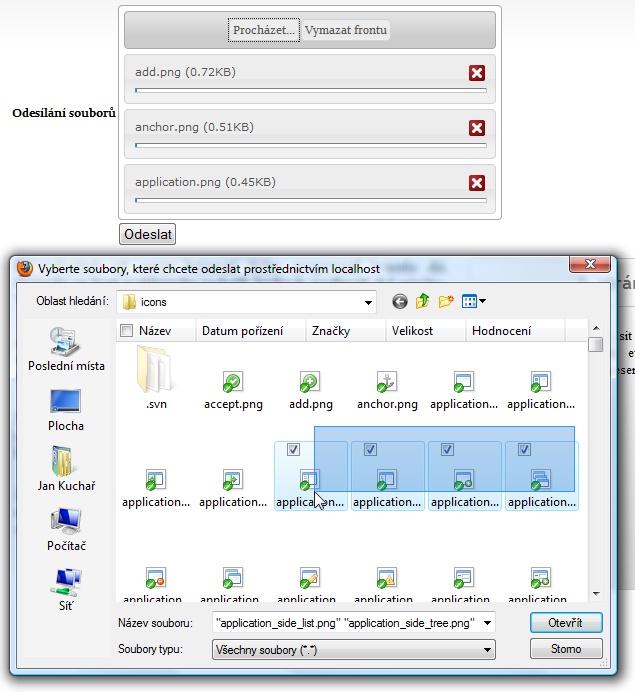 Procházet... Vymazat frontu
add.png (0.72KB)
Odesílání souborů
anchor.png (0.51KB)
application.png (0.45KB)
Odeslat
Vyberte soubory, které chcete odeslat prostřednictvím localhost
Oblast hledání: icons
Název Datum pořízení Značky Velikost Hodnocení
Poslední místa
Plocha
Jan Kuchař
Počítač
Síť
.svn accept.png add.png anchor.png application... application...
application... application... application... application... application... application...
application application application application application application
Název souboru: "application_side_list.png" "application_side_tree.png" Otevřít
Soubory typu: Všechny soubory (*.*) Storno